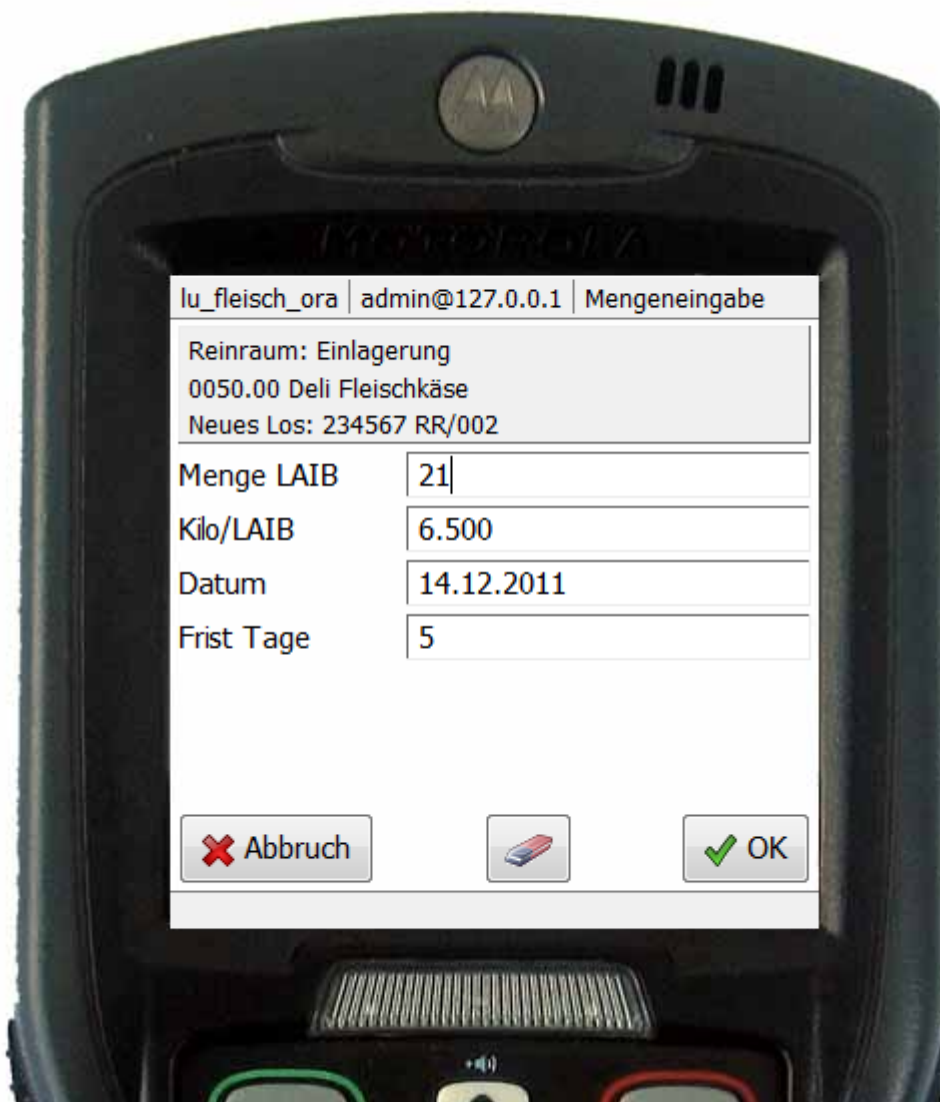 MOTOROLA
lu_fleisch_ora admin@127.0.0.1 Mengeneingabe
Reinraum: Einlagerung
0050.00 Deli Fleischkäse
Neues Los: 234567 RR/002
Menge LAIB 21
Kilo/LAIB 6.500
Datum 14.12.2011
Frist Tage 5
Abbruch OK